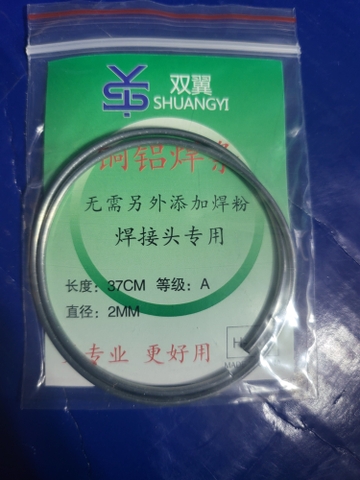 双翼
SHUANGYI
铜铝焊条
无需另外添加焊粉
焊接头专用
长度：37CM 等级：A
直径：2MM
专业 更好用